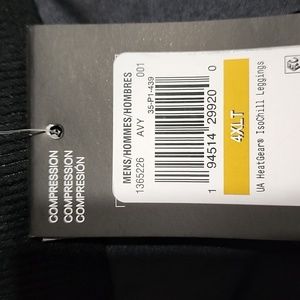 COMPRESSION
COMPRESSION
COMPRESIÓN
MENS/HOMMES/HOMBRES
1365226 AVY 001
35-P1-439
1 94514 29920 0
4XLT
UA HeatGear® IsoChill Leggings